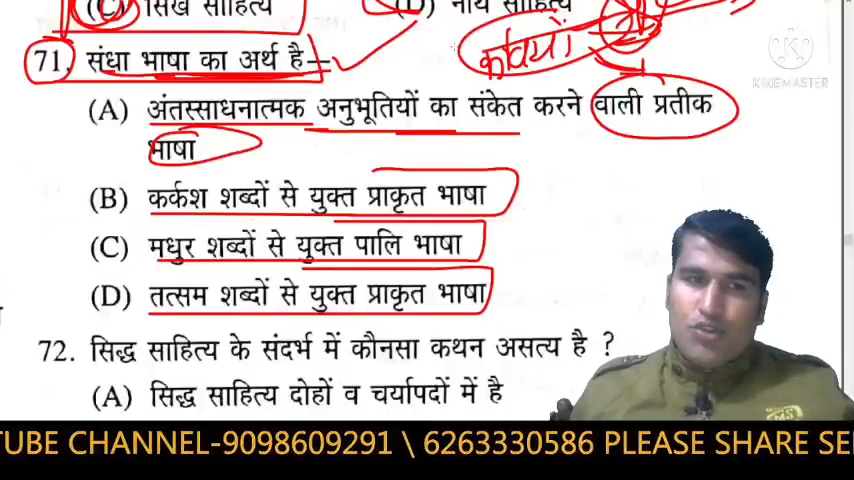 (C) सिख साहित्य (D) नाथ साहित्य
कवियों
71. संधा भाषा का अर्थ है–
(A) अंतस्साधनात्मक अनुभूतियों का संकेत करने वाली प्रतीक
भाषा
(B) कर्कश शब्दों से युक्त प्राकृत भाषा
(C) मधुर शब्दों से युक्त पालि भाषा
(D) तत्सम शब्दों से युक्त प्राकृत भाषा
72. सिद्ध साहित्य के संदर्भ में कौनसा कथन असत्य है ?
(A) सिद्ध साहित्य दोहों व चर्यापदों में है
KINEMASTER
TUBE CHANNEL-9098609291 \ 6263330586 PLEASE SHARE SE